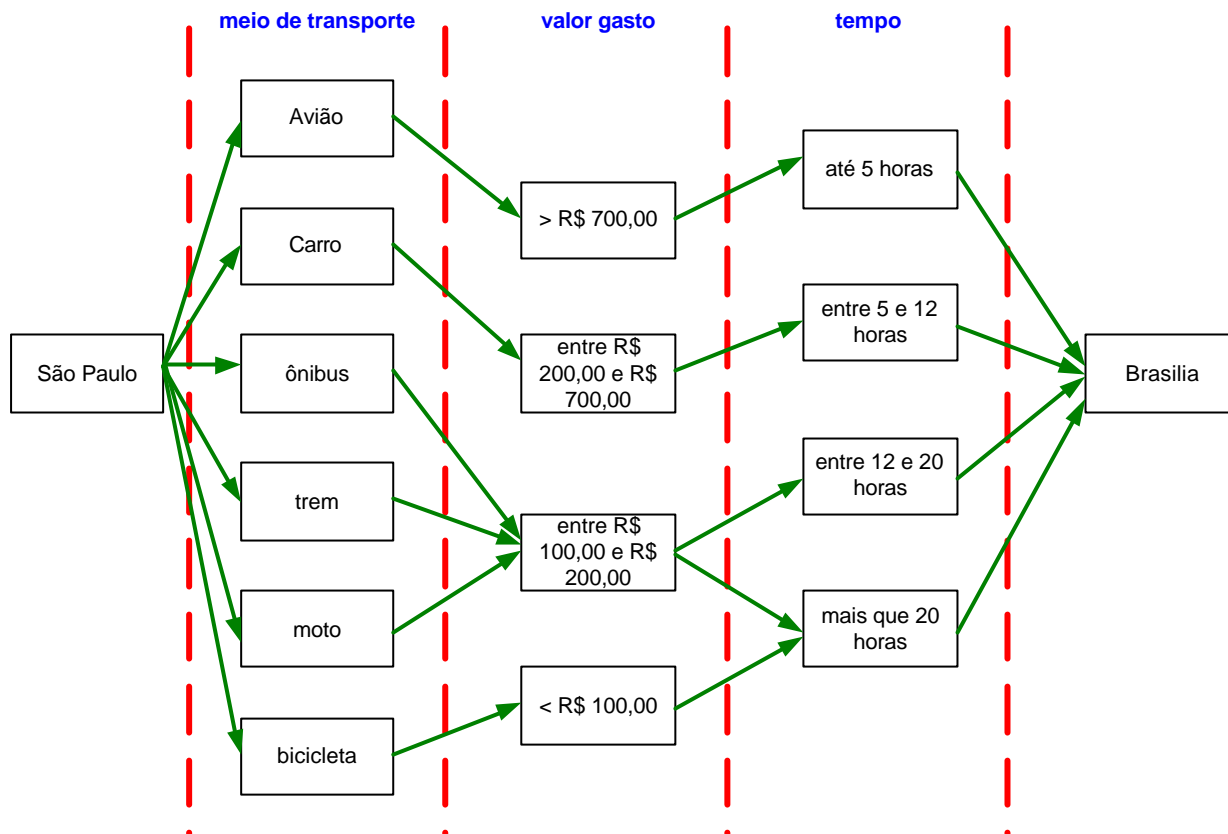 meio de transporte
valor gasto
tempo
São Paulo
Avião
Carro
ônibus
trem
moto
bicicleta
> R$ 700,00
entre R$
200,00 e R$
700,00
entre R$
100,00 e R$
200,00
< R$ 100,00
até 5 horas
entre 5 e 12
horas
entre 12 e 20
horas
mais que 20
horas
Brasilia